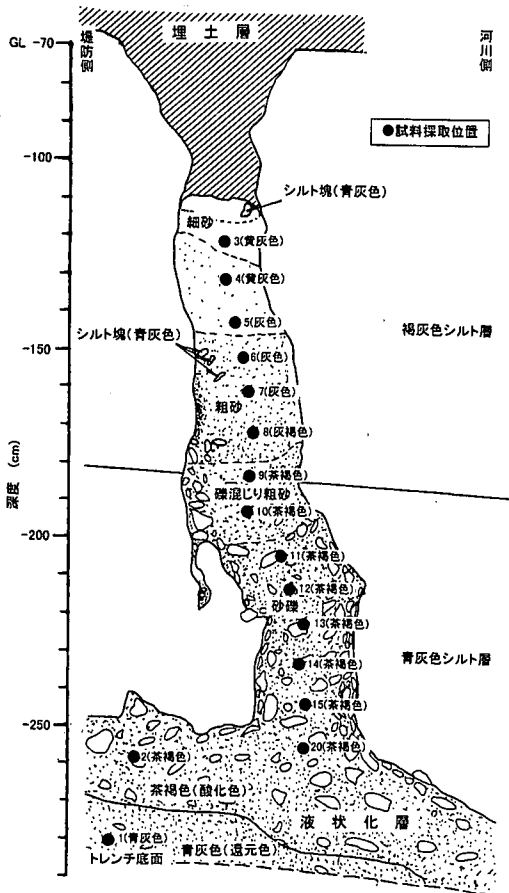 埋土層
GL
-70
堤防側
河川側
●試料採取位置
-100
シルト塊(青灰色)
細砂
3(黄灰色)
4(黄灰色)
5(灰色)
シルト塊(青灰色)
褐灰色シルト層
-150
6(灰色)
7(灰色)
粗砂
8(灰褐色)
9(茶褐色)
礫混じり粗砂
10(茶褐色)
深度 (cm)
-200
11(茶褐色)
12(茶褐色)
砂礫
13(茶褐色)
14(茶褐色)
青灰色シルト層
15(茶褐色)
-250
20(茶褐色)
2(茶褐色)
茶褐色(酸化色)
液状化層
1(青灰色)
青灰色(還元色)
トレンチ底面